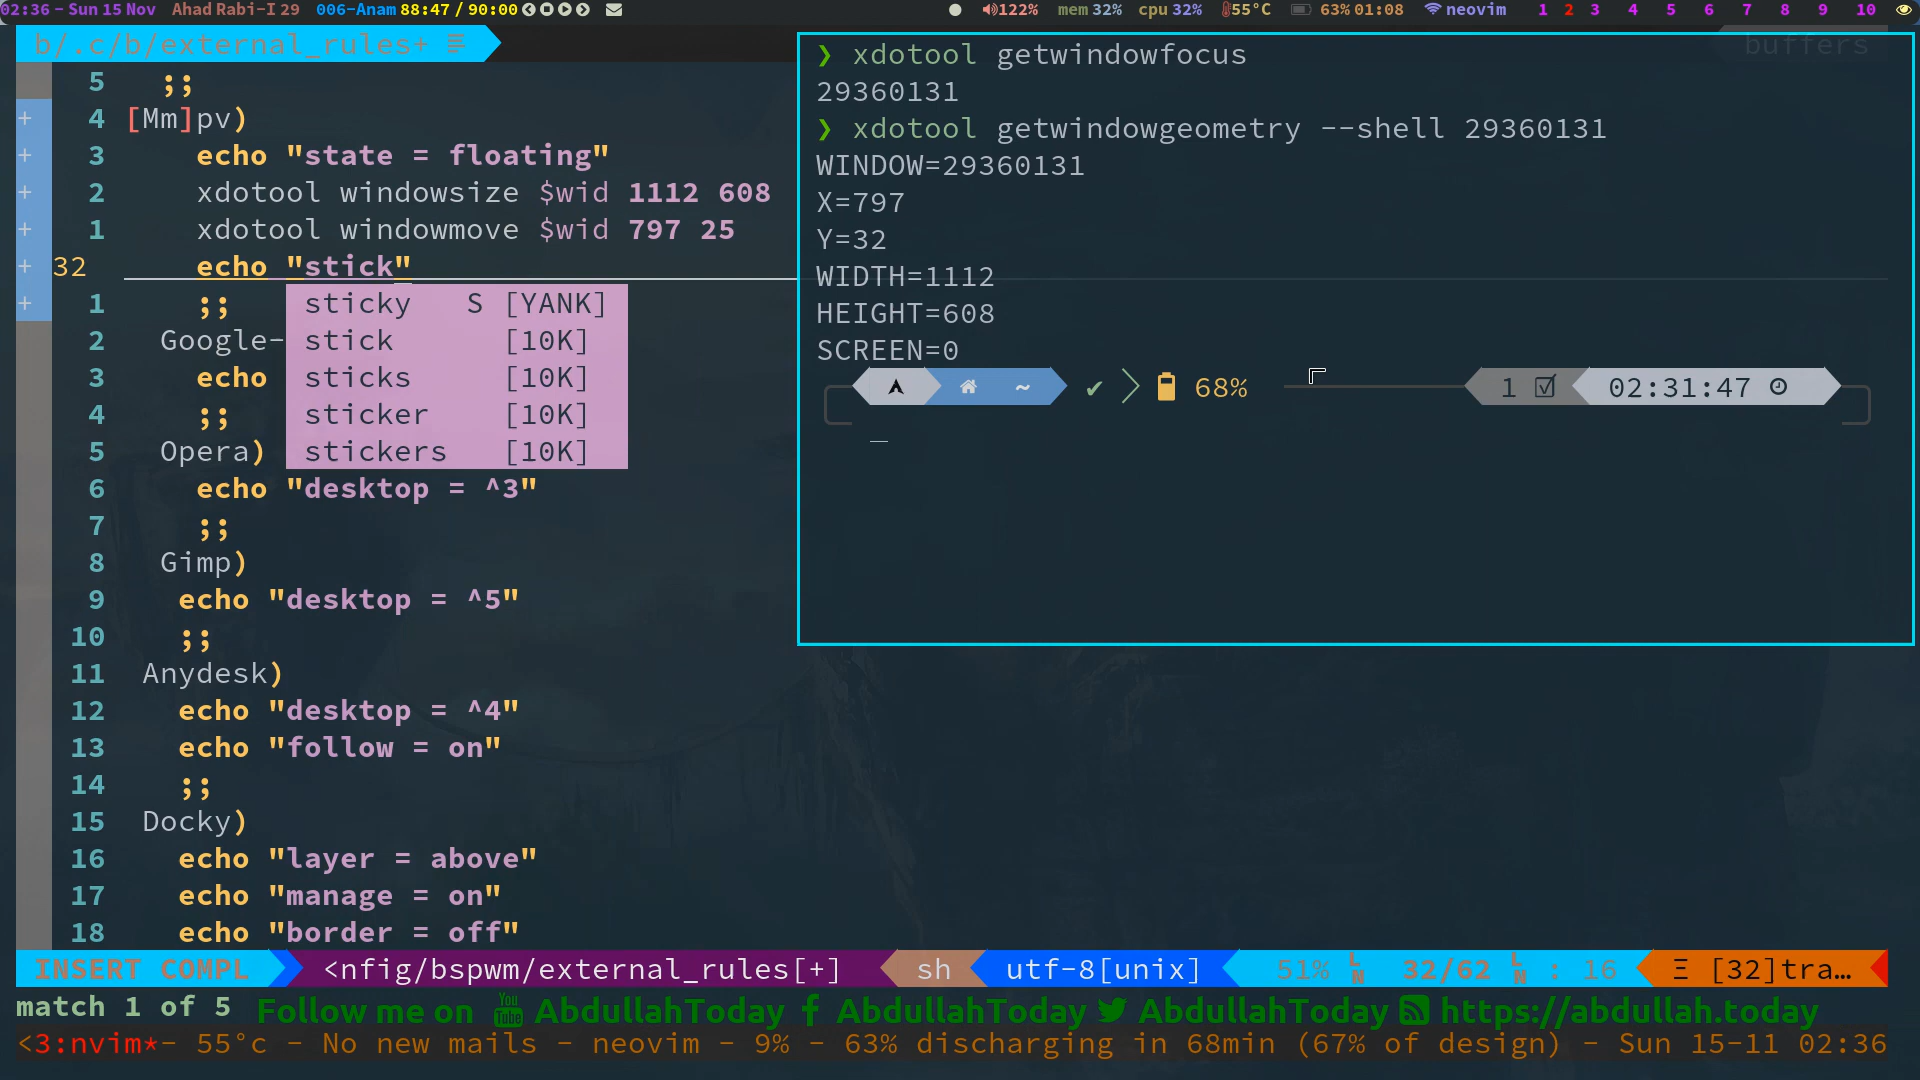 02:36 - Sun 15 Nov Ahad Rabi-I 29 006-Anam 88:47 / 90:00 122% mem 32% cpu 32% 55°C 63% 01:08 neovim 1 2 3 4 5 6 7 8 9 10
b/.c/b/external_rules+ buffers
5 ;;
+ 4 [Mm]pv)
+ 3 echo "state = floating"
+ 2 xdotool windowsize $wid 1112 608
+ 1 xdotool windowmove $wid 797 25
+ 32 echo "stick"
+ 1 ;;
2 Google-
3 echo
4 ;;
5 Opera)
6 echo "desktop = ^3"
7 ;;
8 Gimp)
9 echo "desktop = ^5"
10 ;;
11 Anydesk)
12 echo "desktop = ^4"
13 echo "follow = on"
14 ;;
15 Docky)
16 echo "layer = above"
17 echo "manage = on"
18 echo "border = off"
sticky S [YANK]
stick [10K]
sticks [10K]
sticker [10K]
stickers [10K]
❯ xdotool getwindowfocus
29360131
❯ xdotool getwindowgeometry --shell 29360131
WINDOW=29360131
X=797
Y=32
WIDTH=1112
HEIGHT=608
SCREEN=0
~ ✔ 68% 1 02:31:47
INSERT COMPL <nfig/bspwm/external_rules[+] sh utf-8[unix] 51% LN 32/62 LN : 16 Ξ [32]tra…
match 1 of 5 Follow me on You Tube AbdullahToday f AbdullahToday AbdullahToday https://abdullah.today
<3:nvim*- 55°c - No new mails - neovim - 9% - 63% discharging in 68min (67% of design) - Sun 15-11 02:36